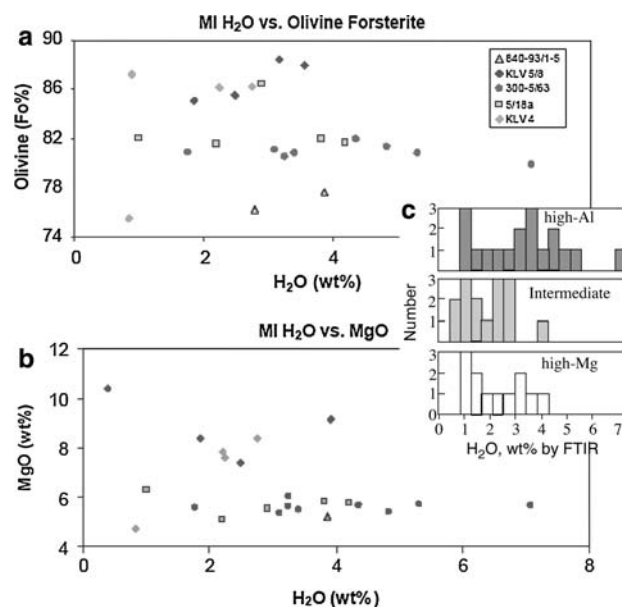 a
MI H₂O vs. Olivine Forsterite
90
86
82
78
74
Olivine (Fo%)
0
2
4
H₂O (wt%)
840-93/1-5
KLV 5/8
300-5/63
5/18a
KLV 4
b
MI H₂O vs. MgO
12
10
8
6
4
MgO (wt%)
0
2
4
6
8
H₂O (wt%)
c
high-Al
3
2
1
Intermediate
3
2
1
high-Mg
3
2
1
0
Number
0
1
2
3
4
5
6
7
H₂O, wt% by FTIR